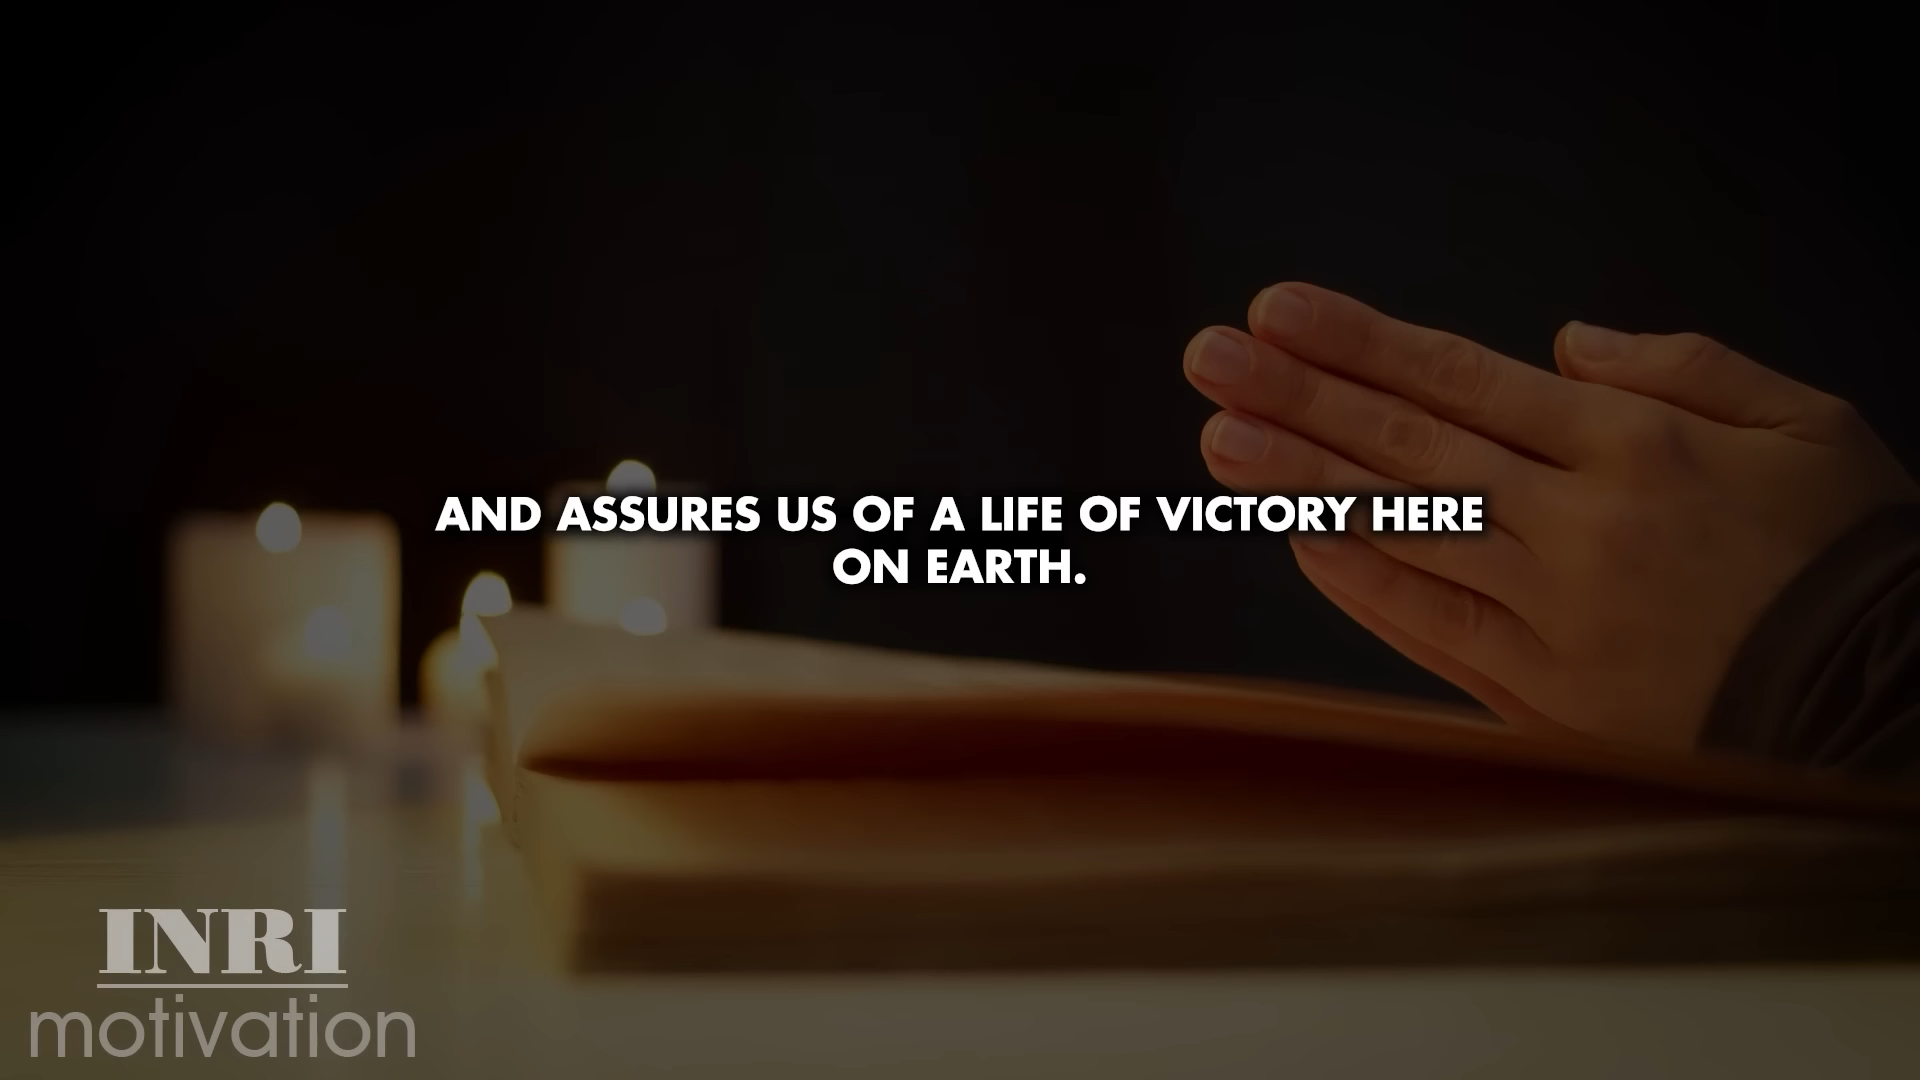 AND ASSURES US OF A LIFE OF VICTORY HERE
ON EARTH.
INRI
motivation